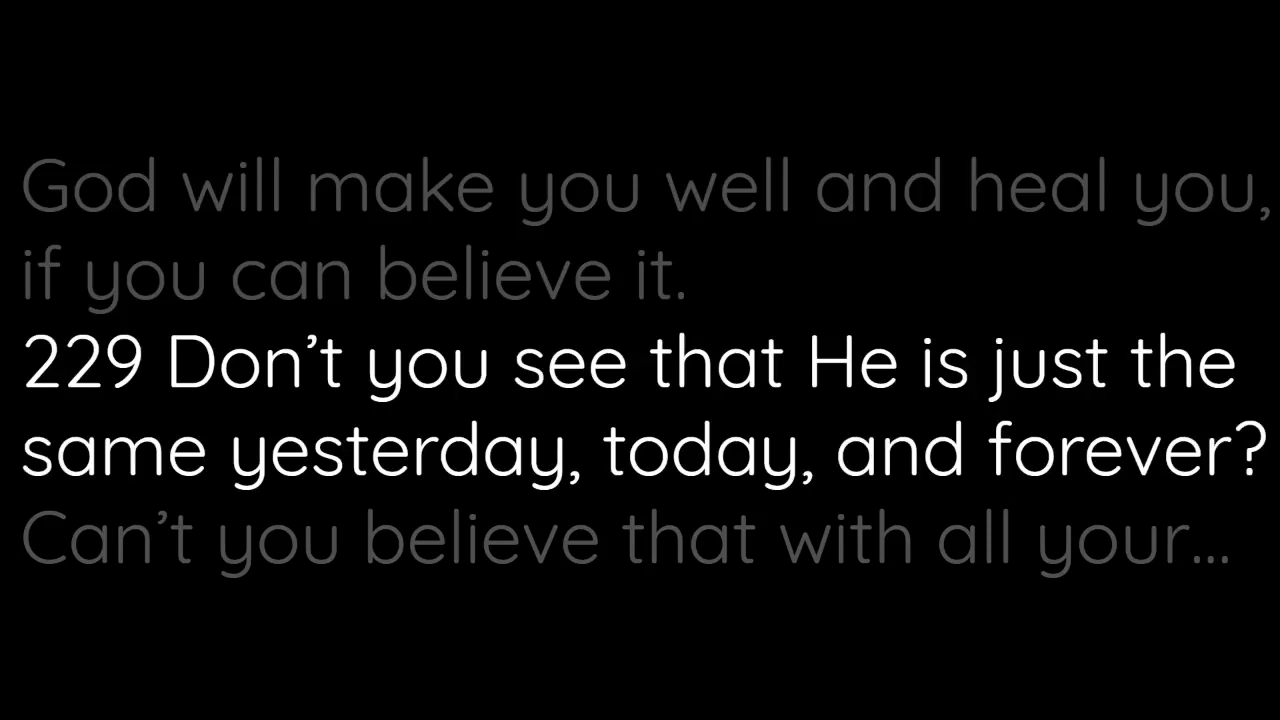 God will make you well and heal you,
if you can believe it.
229 Don’t you see that He is just the
same yesterday, today, and forever?
Can’t you believe that with all your...